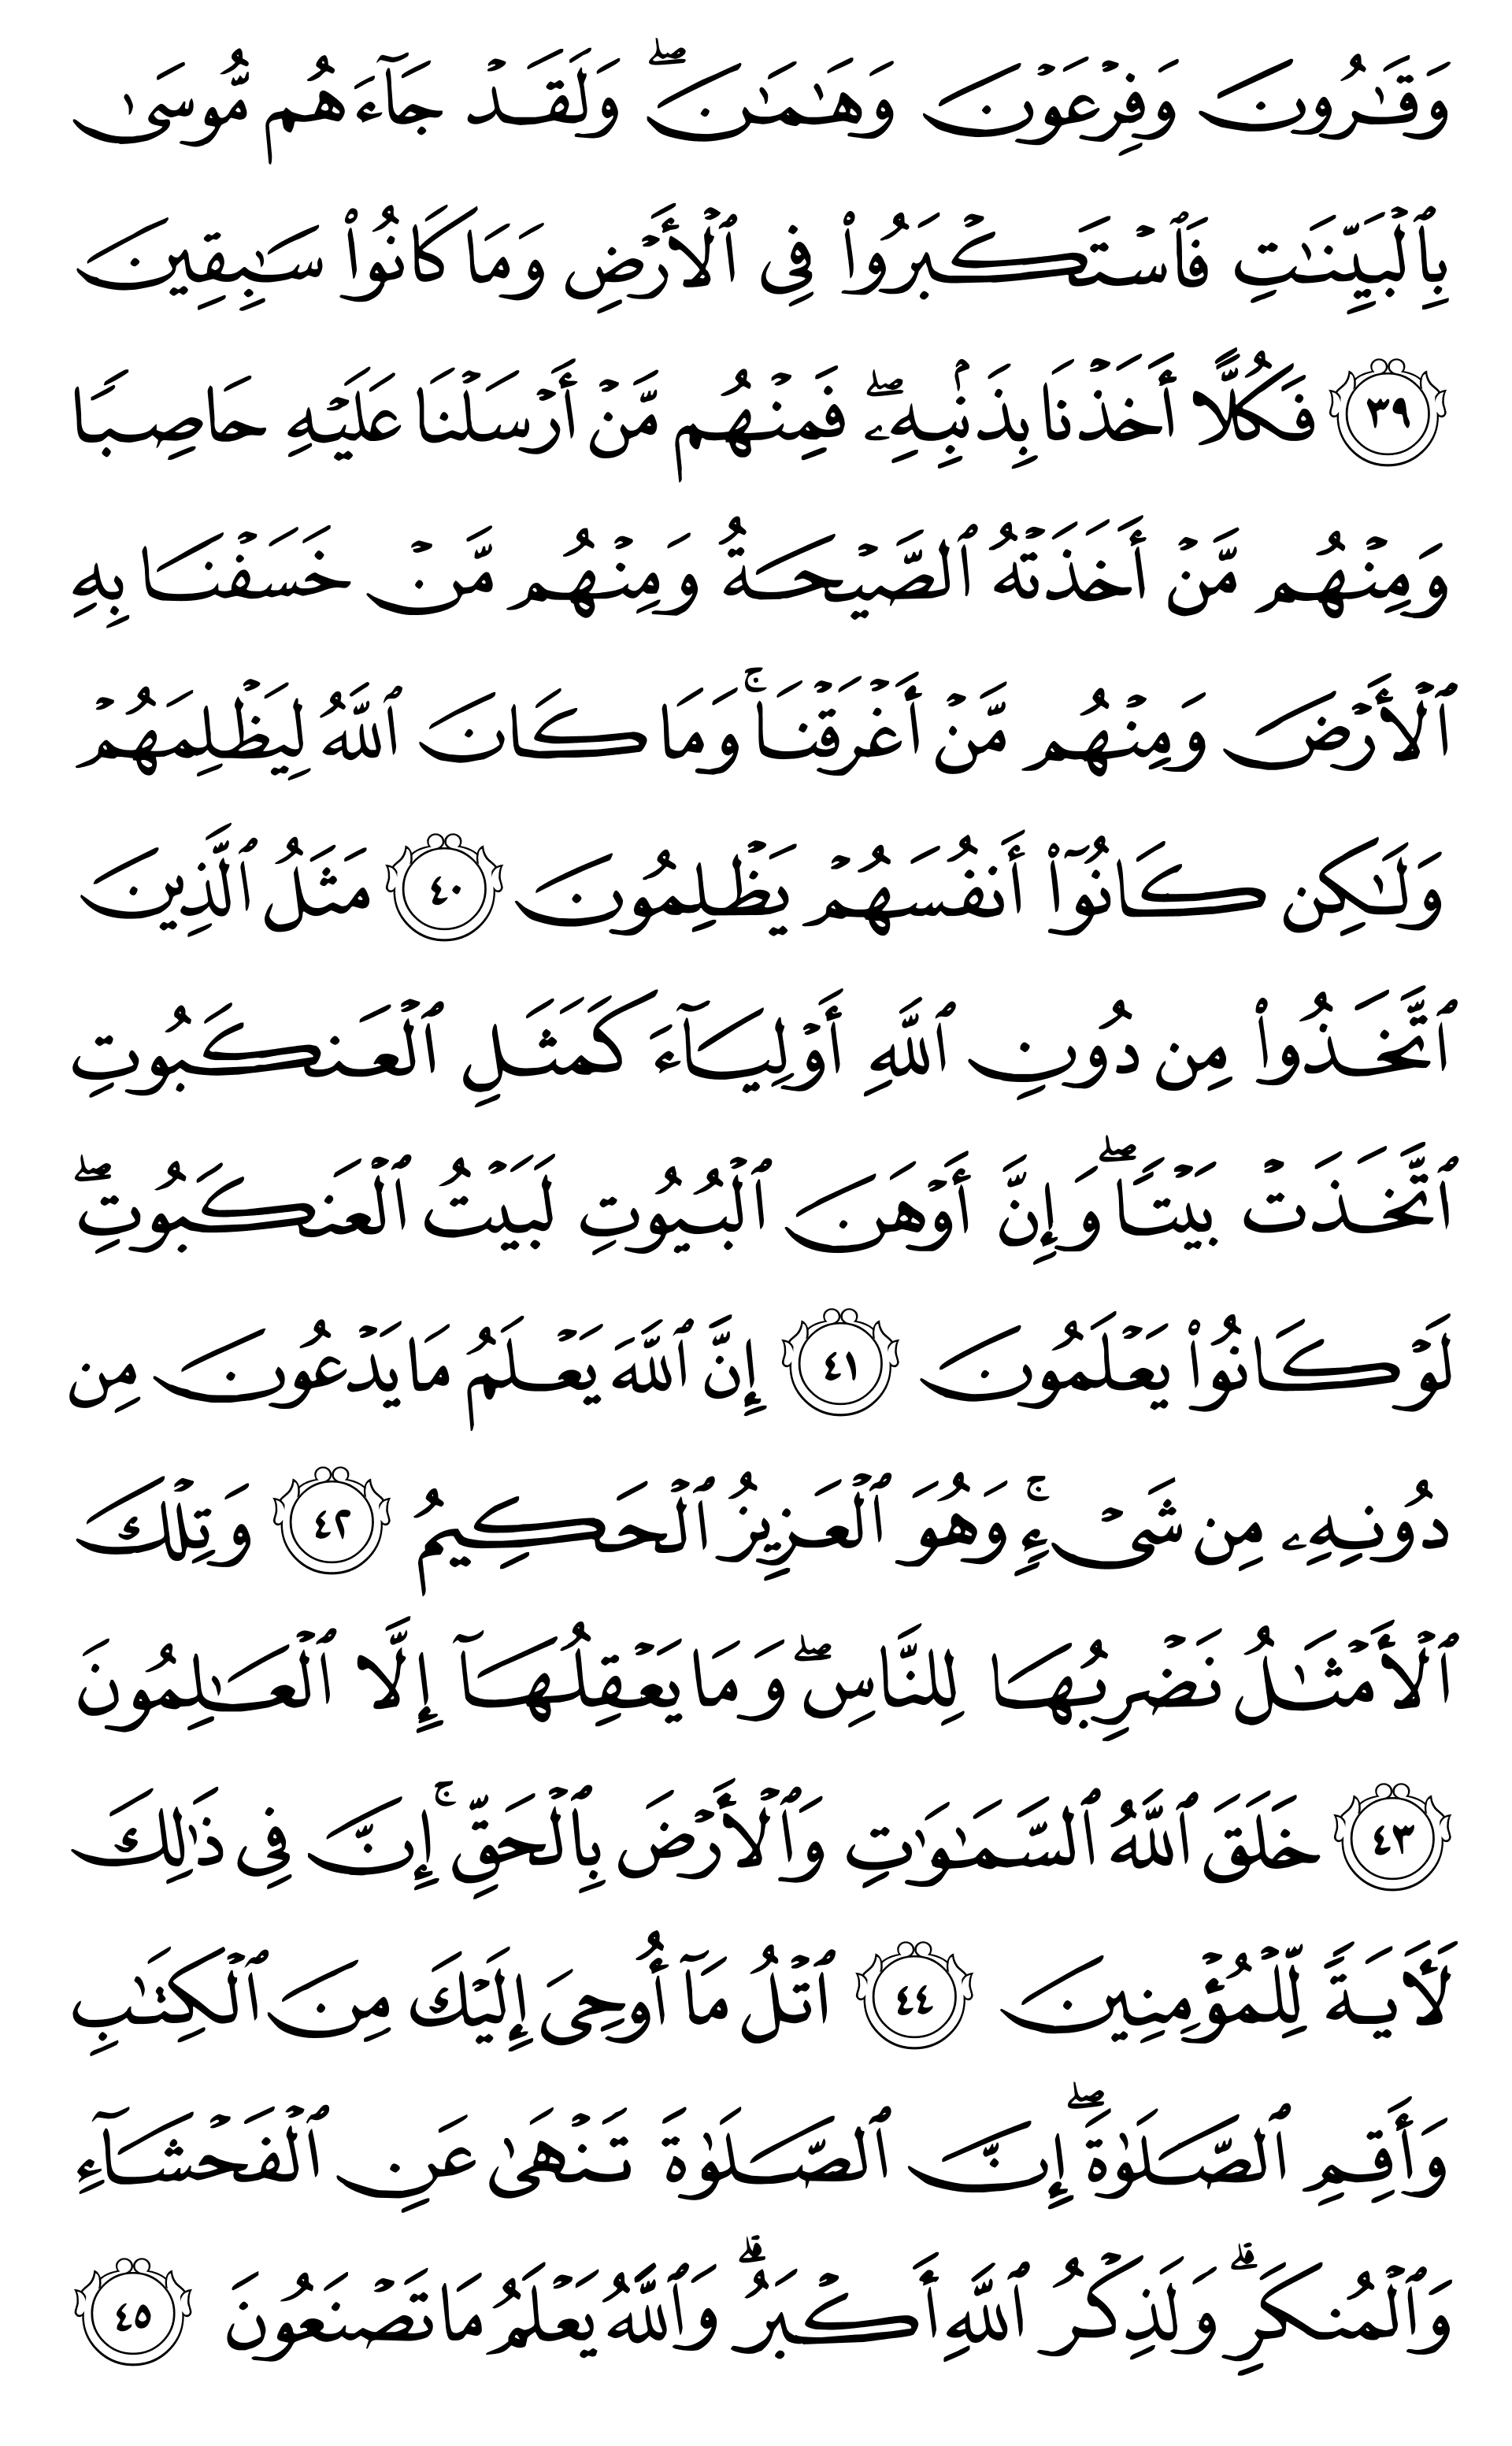 وَقَٰرُونَ وَفِرْعَوْنَ وَهَٰمَٰنَ ۖ وَلَقَدْ جَآءَهُم مُّوسَىٰ
بِٱلْبَيِّنَٰتِ فَٱسْتَكْبَرُوا۟ فِى ٱلْأَرْضِ وَمَا كَانُوا۟ سَٰبِقِينَ
٣٩ فَكُلًّا أَخَذْنَا بِذَنۢبِهِۦ ۖ فَمِنْهُم مَّنْ أَرْسَلْنَا عَلَيْهِ حَاصِبًا
وَمِنْهُم مَّنْ أَخَذَتْهُ ٱلصَّيْحَةُ وَمِنْهُم مَّنْ خَسَفْنَا بِهِ
ٱلْأَرْضَ وَمِنْهُم مَّنْ أَغْرَقْنَا ۚ وَمَا كَانَ ٱللَّهُ لِيَظْلِمَهُمْ
وَلَٰكِن كَانُوٓا۟ أَنفُسَهُمْ يَظْلِمُونَ ٤٠ مَثَلُ ٱلَّذِينَ
ٱتَّخَذُوا۟ مِن دُونِ ٱللَّهِ أَوْلِيَآءَ كَمَثَلِ ٱلْعَنكَبُوتِ
ٱتَّخَذَتْ بَيْتًا ۖ وَإِنَّ أَوْهَنَ ٱلْبُيُوتِ لَبَيْتُ ٱلْعَنكَبُوتِ ۖ
لَوْ كَانُوا۟ يَعْلَمُونَ ٤١ إِنَّ ٱللَّهَ يَعْلَمُ مَا يَدْعُونَ مِن
دُونِهِۦ مِن شَىْءٍ ۚ وَهُوَ ٱلْعَزِيزُ ٱلْحَكِيمُ ٤٢ وَتِلْكَ
ٱلْأَمْثَٰلُ نَضْرِبُهَا لِلنَّاسِ ۖ وَمَا يَعْقِلُهَآ إِلَّا ٱلْعَٰلِمُونَ
٤٣ خَلَقَ ٱللَّهُ ٱلسَّمَٰوَٰتِ وَٱلْأَرْضَ بِٱلْحَقِّ ۚ إِنَّ فِى ذَٰلِكَ
لَءَايَةً لِّلْمُؤْمِنِينَ ٤٤ ٱتْلُ مَآ أُوحِىَ إِلَيْكَ مِنَ ٱلْكِتَٰبِ
وَأَقِمِ ٱلصَّلَوٰةَ ۖ إِنَّ ٱلصَّلَوٰةَ تَنْهَىٰ عَنِ ٱلْفَحْشَآءِ
وَٱلْمُنكَرِ ۗ وَلَذِكْرُ ٱللَّهِ أَكْبَرُ ۗ وَٱللَّهُ يَعْلَمُ مَا تَصْنَعُونَ ٤٥